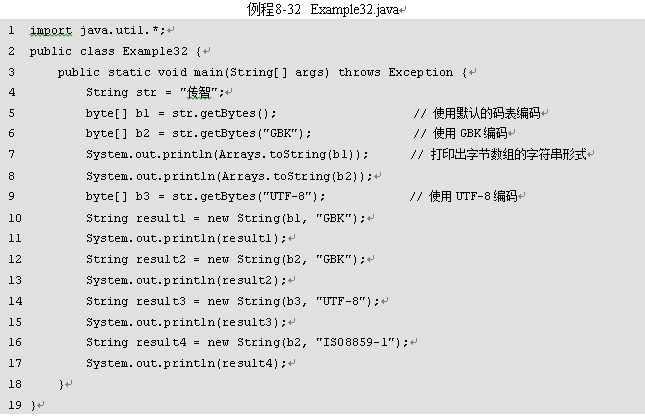 例程8-32 Example32.java
1 import java.util.*;
2 public class Example32 {
3 public static void main(String[] args) throws Exception {
4 String str = "传智";
5 byte[] b1 = str.getBytes(); // 使用默认的码表编码
6 byte[] b2 = str.getBytes("GBK"); // 使用 GBK 编码
7 System.out.println(Arrays.toString(b1)); // 打印出字节数组的字符串形式
8 System.out.println(Arrays.toString(b2));
9 byte[] b3 = str.getBytes("UTF-8"); // 使用 UTF-8 编码
10 String result1 = new String(b1, "GBK");
11 System.out.println(result1);
12 String result2 = new String(b2, "GBK");
13 System.out.println(result2);
14 String result3 = new String(b3, "UTF-8");
15 System.out.println(result3);
16 String result4 = new String(b2, "ISO8859-1");
17 System.out.println(result4);
18 }
19 }